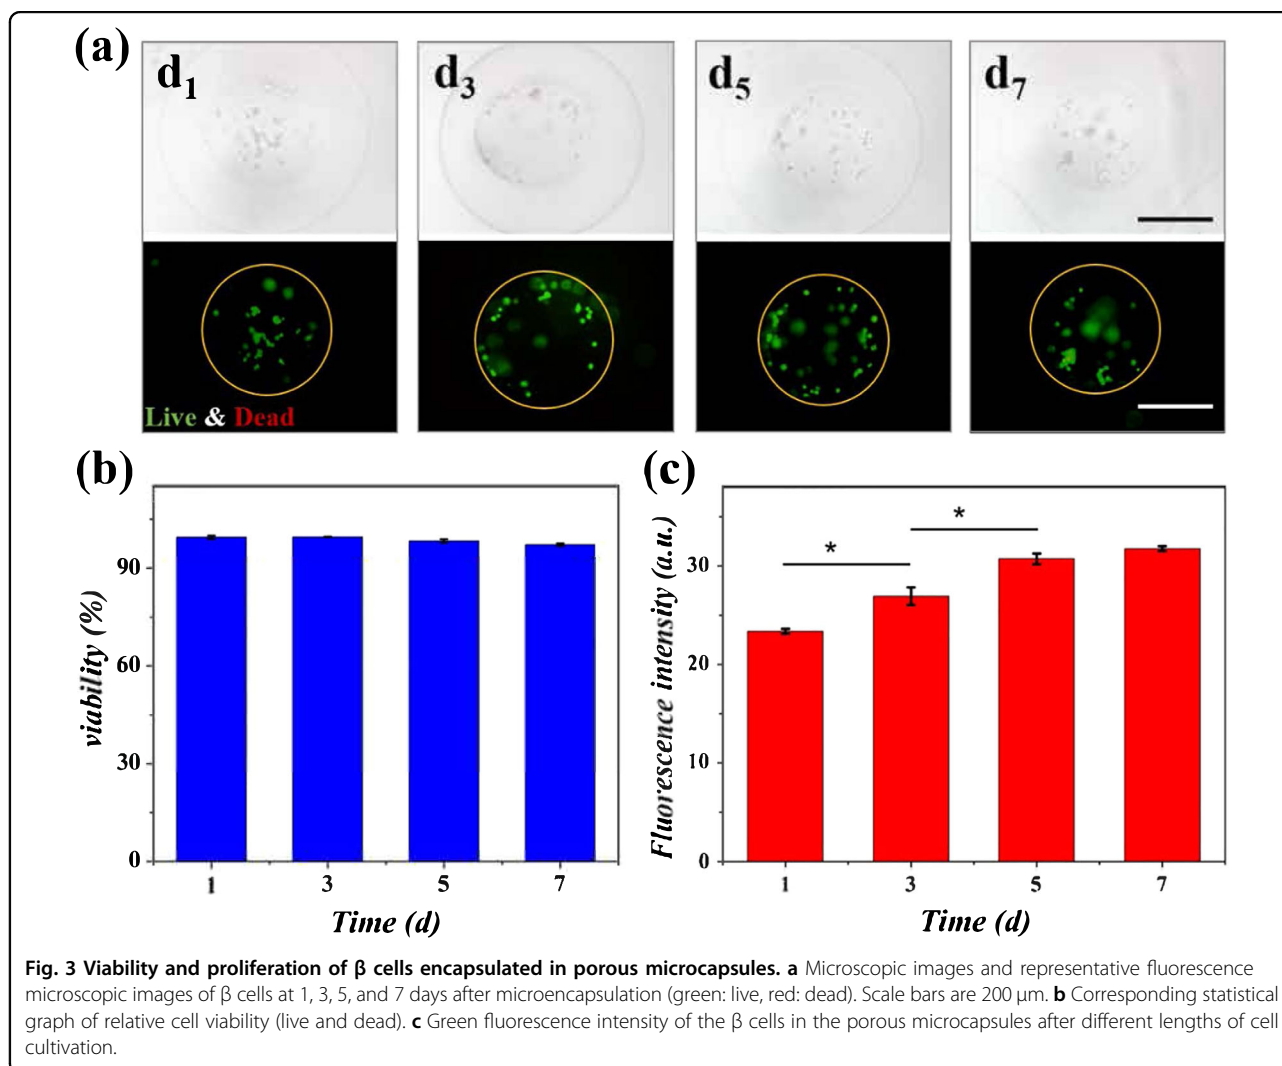 (a)
d1
d3
d5
d7
Live & Dead
(b)
viability (%)
90
60
30
0
1 3 5 7
Time (d)
(c)
Fluorescence intensity (a.u.)
* *
30
20
10
0
1 3 5 7
Time (d)
Fig. 3 Viability and proliferation of β cells encapsulated in porous microcapsules. a Microscopic images and representative fluorescence
microscopic images of β cells at 1, 3, 5, and 7 days after microencapsulation (green: live, red: dead). Scale bars are 200 μm. b Corresponding statistical
graph of relative cell viability (live and dead). c Green fluorescence intensity of the β cells in the porous microcapsules after different lengths of cell
cultivation.